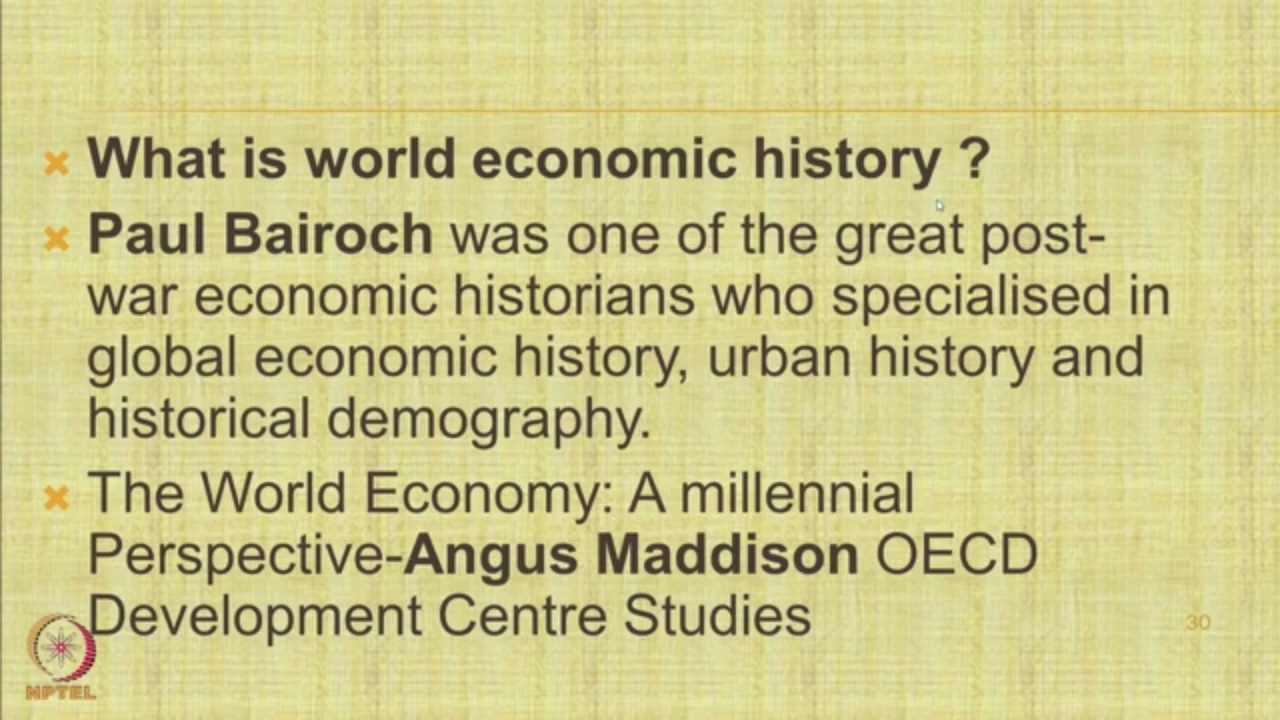 What is world economic history ?
Paul Bairoch was one of the great post-
war economic historians who specialised in
global economic history, urban history and
historical demography.
The World Economy: A millennial
Perspective-Angus Maddison OECD
Development Centre Studies
30
NPTEL